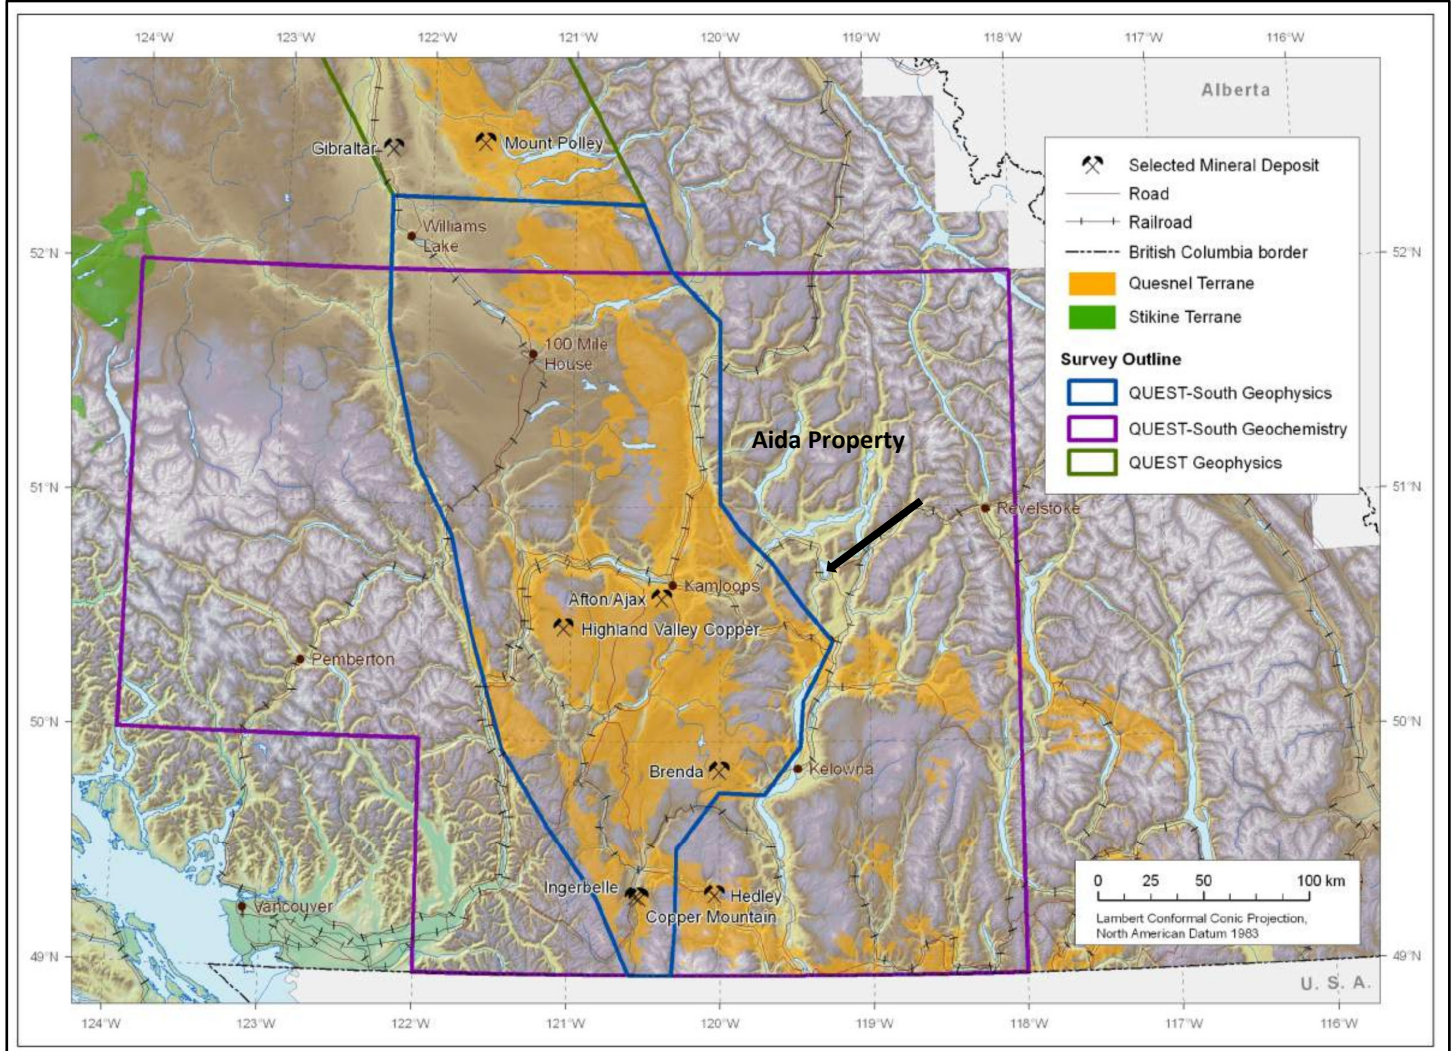 124°W 123°W 122°W 121°W 120°W 119°W 118°W 117°W 116°W
Alberta
Gibraltar
Mount Polley
Williams
Lake
52°N
52°N
100 Mile
House
Aida Property
51°N
51°N
Revelstoke
Kamloops
Afton/Ajax
Highland Valley Copper
Pemberton
50°N
50°N
Brenda
Kelowna
Ingerbelle
Hedley
Copper Mountain
Vancouver
49°N
49°N
U. S. A.
Selected Mineral Deposit
Road
Railroad
British Columbia border
Quesnel Terrane
Stikine Terrane
Survey Outline
QUEST-South Geophysics
QUEST-South Geochemistry
QUEST Geophysics
0 25 50 100 km
Lambert Conformal Conic Projection,
North American Datum 1983
124°W 123°W 122°W 121°W 120°W 119°W 118°W 117°W 116°W